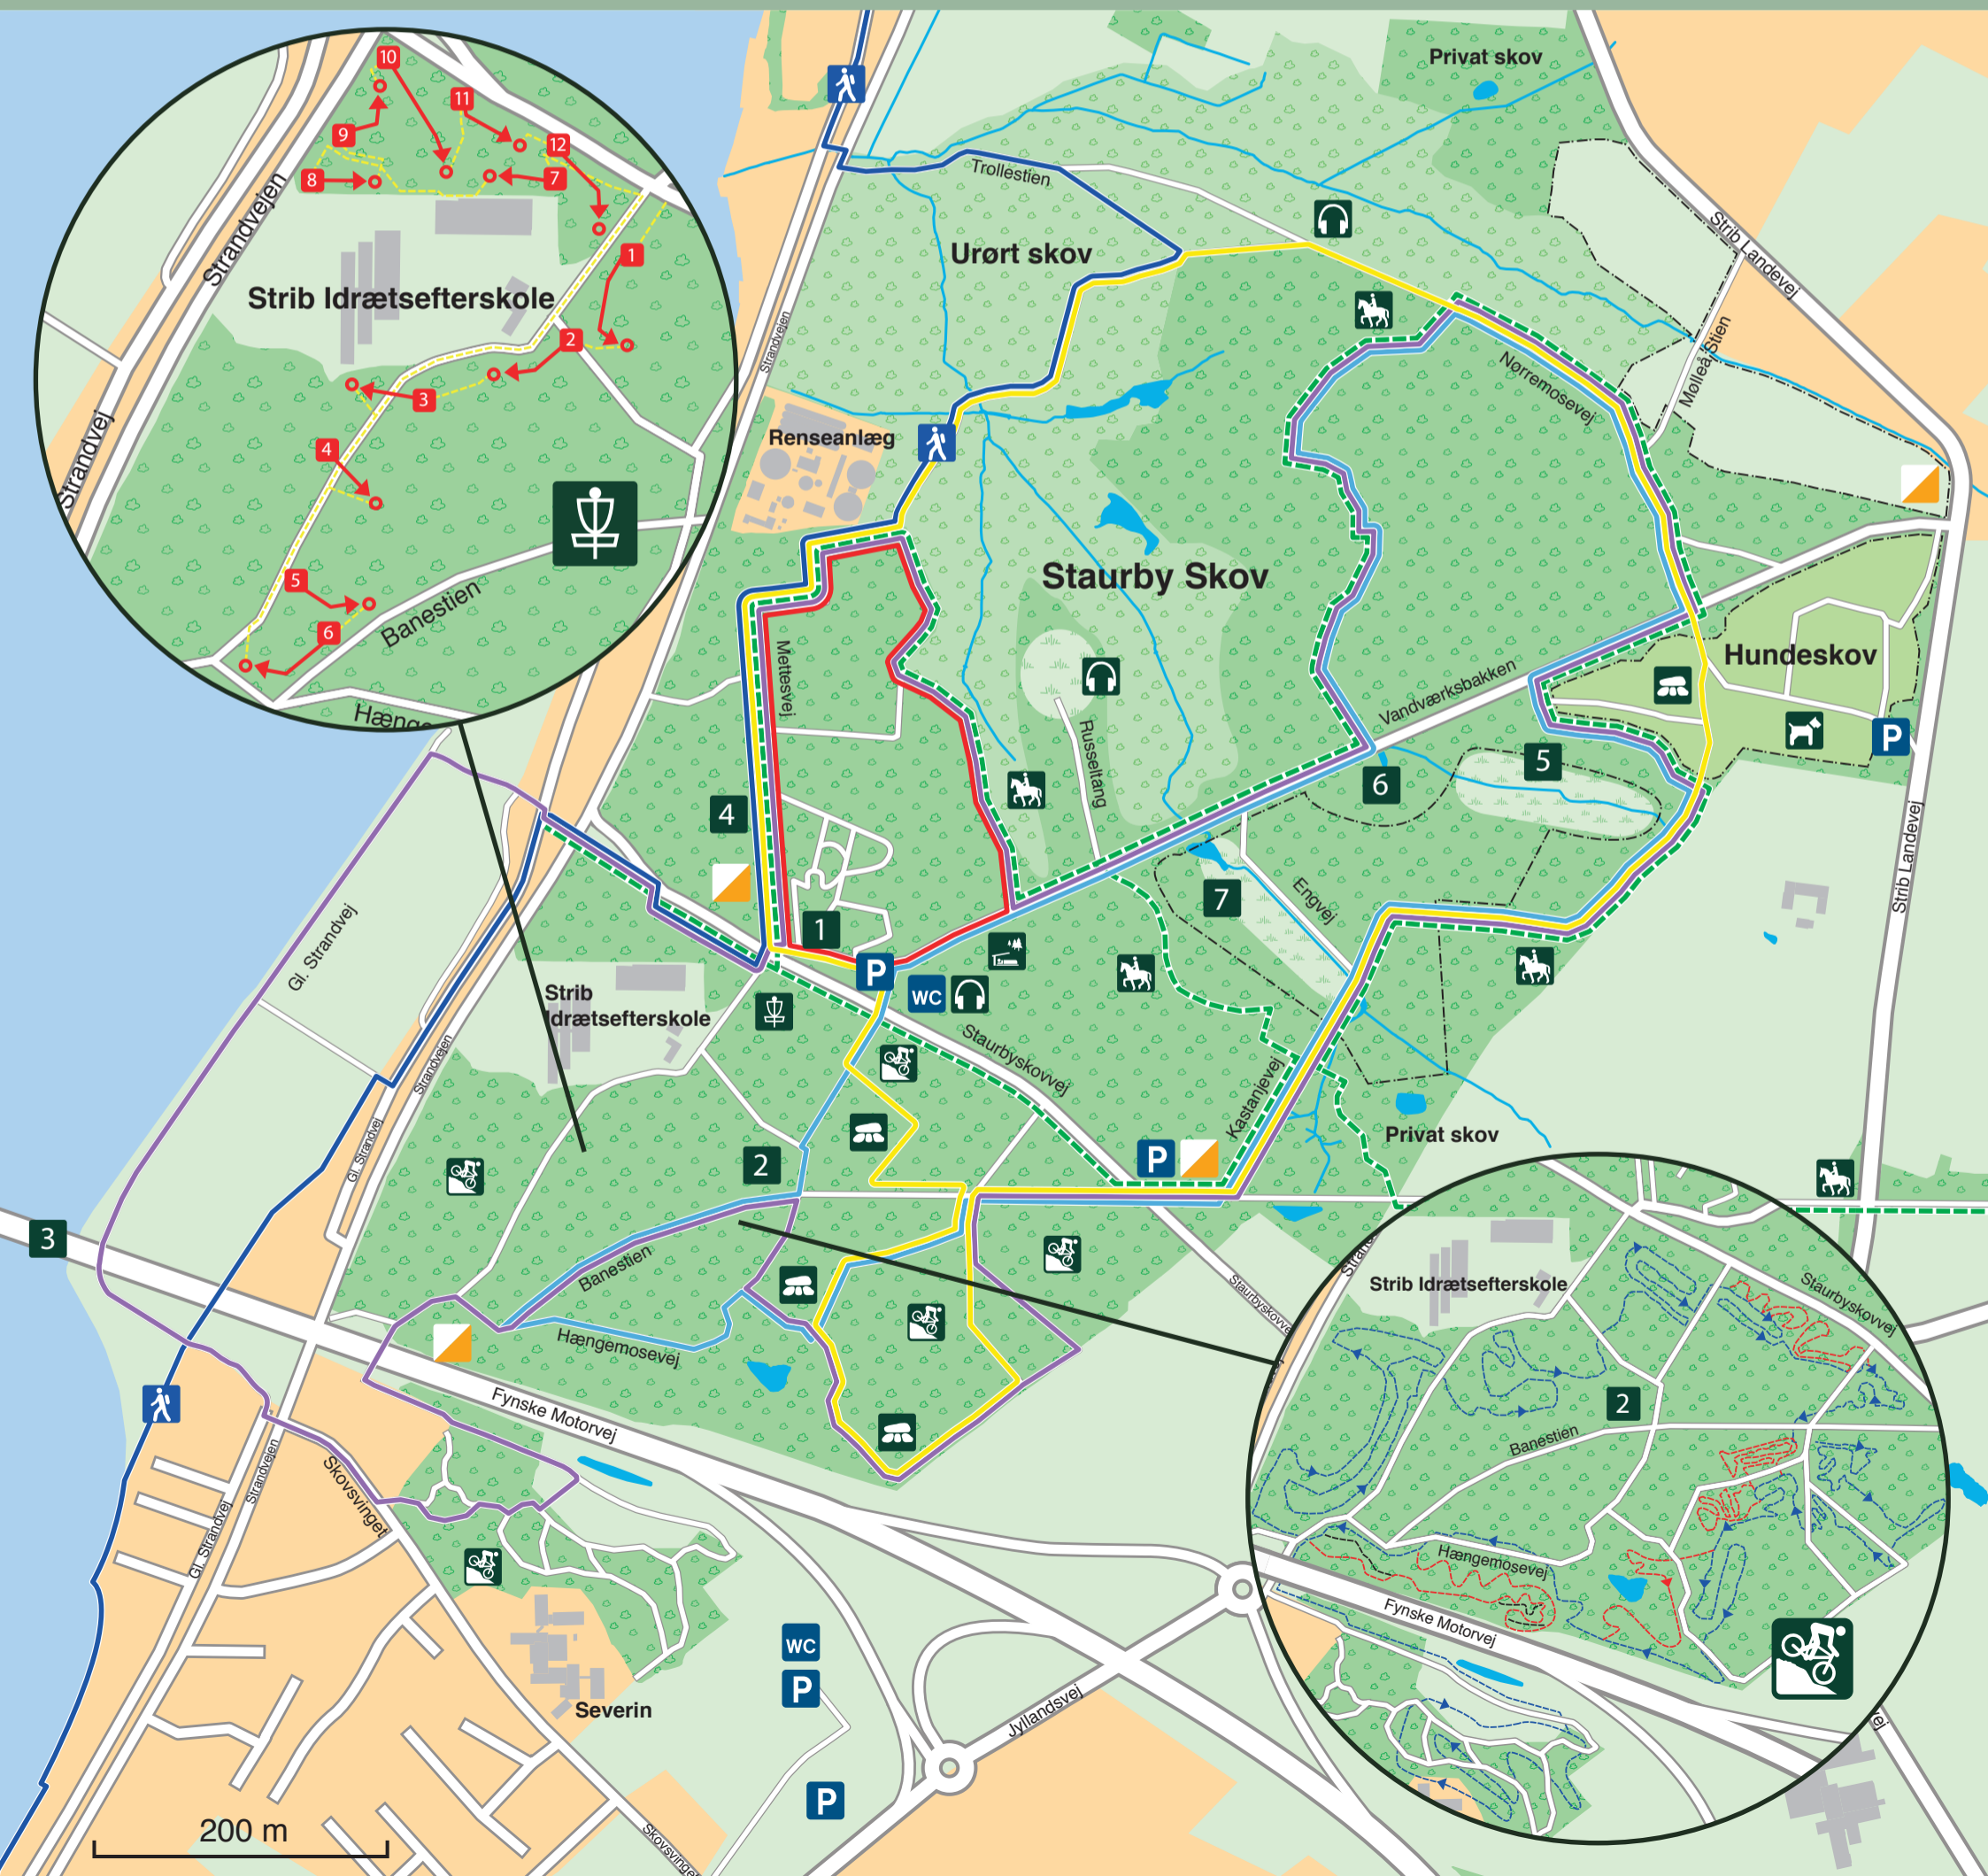 10
11
9
12
8
7
Strandvejen
1
Strib Idrætsefterskole
2
3
Strandvej
4
5
Banestien
6
Privat skov
Trollestien
Urørt skov
Strib Landevej
Strandvejen
Mølleå-Stien
Nørremosevej
Renseanlæg
Staurby Skov
Mettesvej
Hundeskov
Vandværksbakken
P
Russeltang
5
6
4
7
Engvej
1
Strib Landevej
Gl. Strandvej
P
WC
Strib
Idrætsefterskole
Staurbyskovvej
Strandvejen
Kastanjevej
Privat skov
P
Gl. Strandvej
2
3
Banestien
Hængemosevej
Staurbyskovvej
Strib Idrætsefterskole
Staurbyskovvej
2
Banestien
Hængemosevej
Fynske Motorvej
Fynske Motorvej
Skovsvinget
Strandvejen
Gl. Strandvej
WC
P
Severin
Jyllandsvej
P
200 m
Skovsvinget